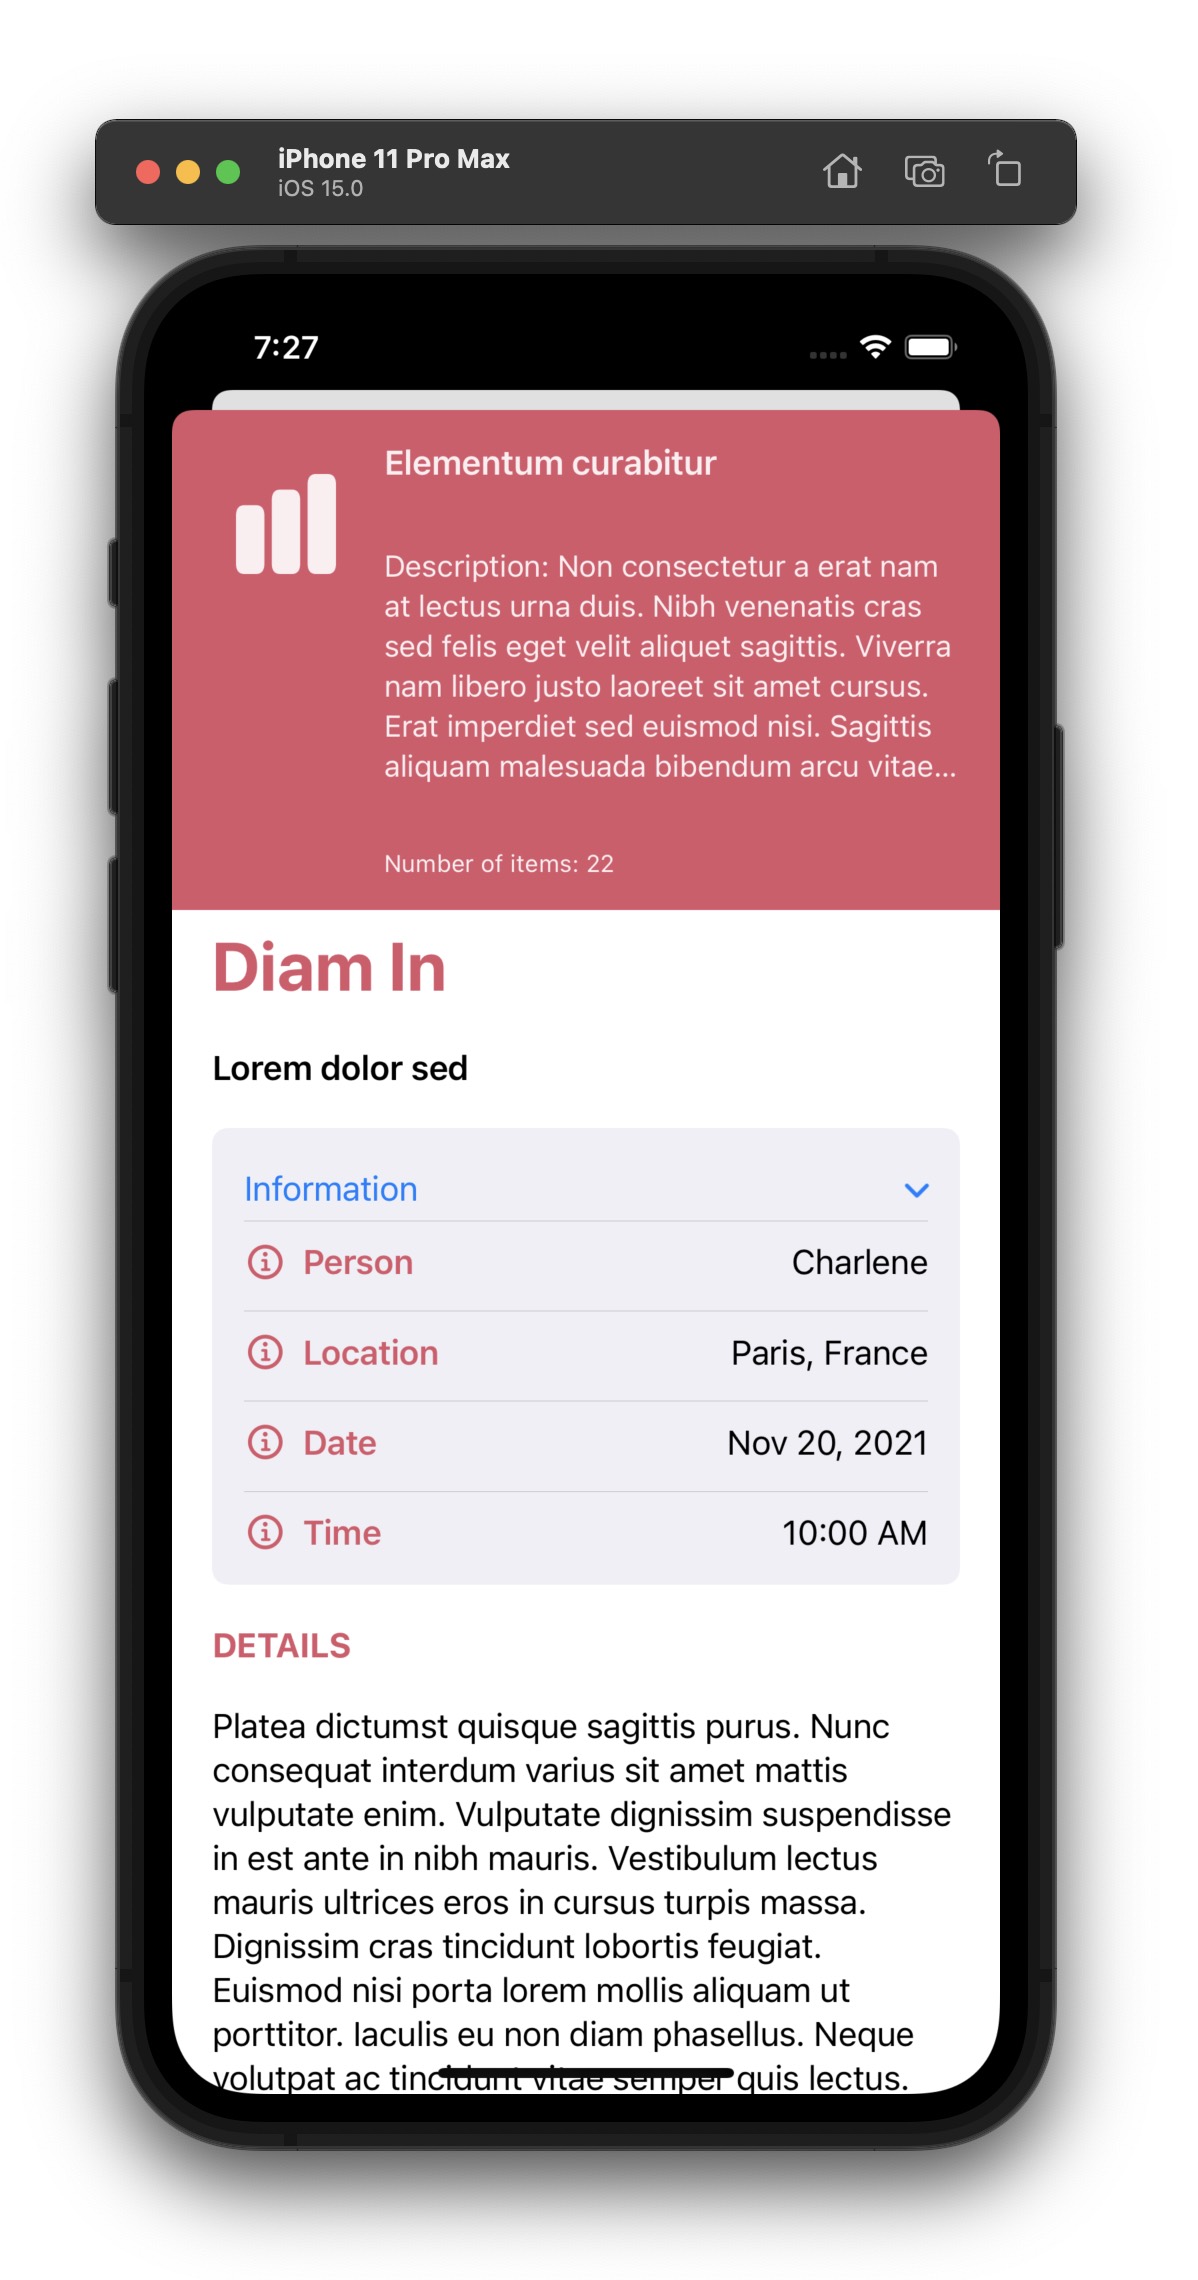 iPhone 11 Pro Max
iOS 15.0
7:27
Elementum curabitur
Description: Non consectetur a erat nam
at lectus urna duis. Nibh venenatis cras
sed felis eget velit aliquet sagittis. Viverra
nam libero justo laoreet sit amet cursus.
Erat imperdiet sed euismod nisi. Sagittis
aliquam malesuada bibendum arcu vitae...
Number of items: 22
Diam In
Lorem dolor sed
Information
Person Charlene
Location Paris, France
Date Nov 20, 2021
Time 10:00 AM
DETAILS
Platea dictumst quisque sagittis purus. Nunc
consequat interdum varius sit amet mattis
vulputate enim. Vulputate dignissim suspendisse
in est ante in nibh mauris. Vestibulum lectus
mauris ultrices eros in cursus turpis massa.
Dignissim cras tincidunt lobortis feugiat.
Euismod nisi porta lorem mollis aliquam ut
porttitor. Iaculis eu non diam phasellus. Neque
volutpat ac tincidunt vitae semper quis lectus.